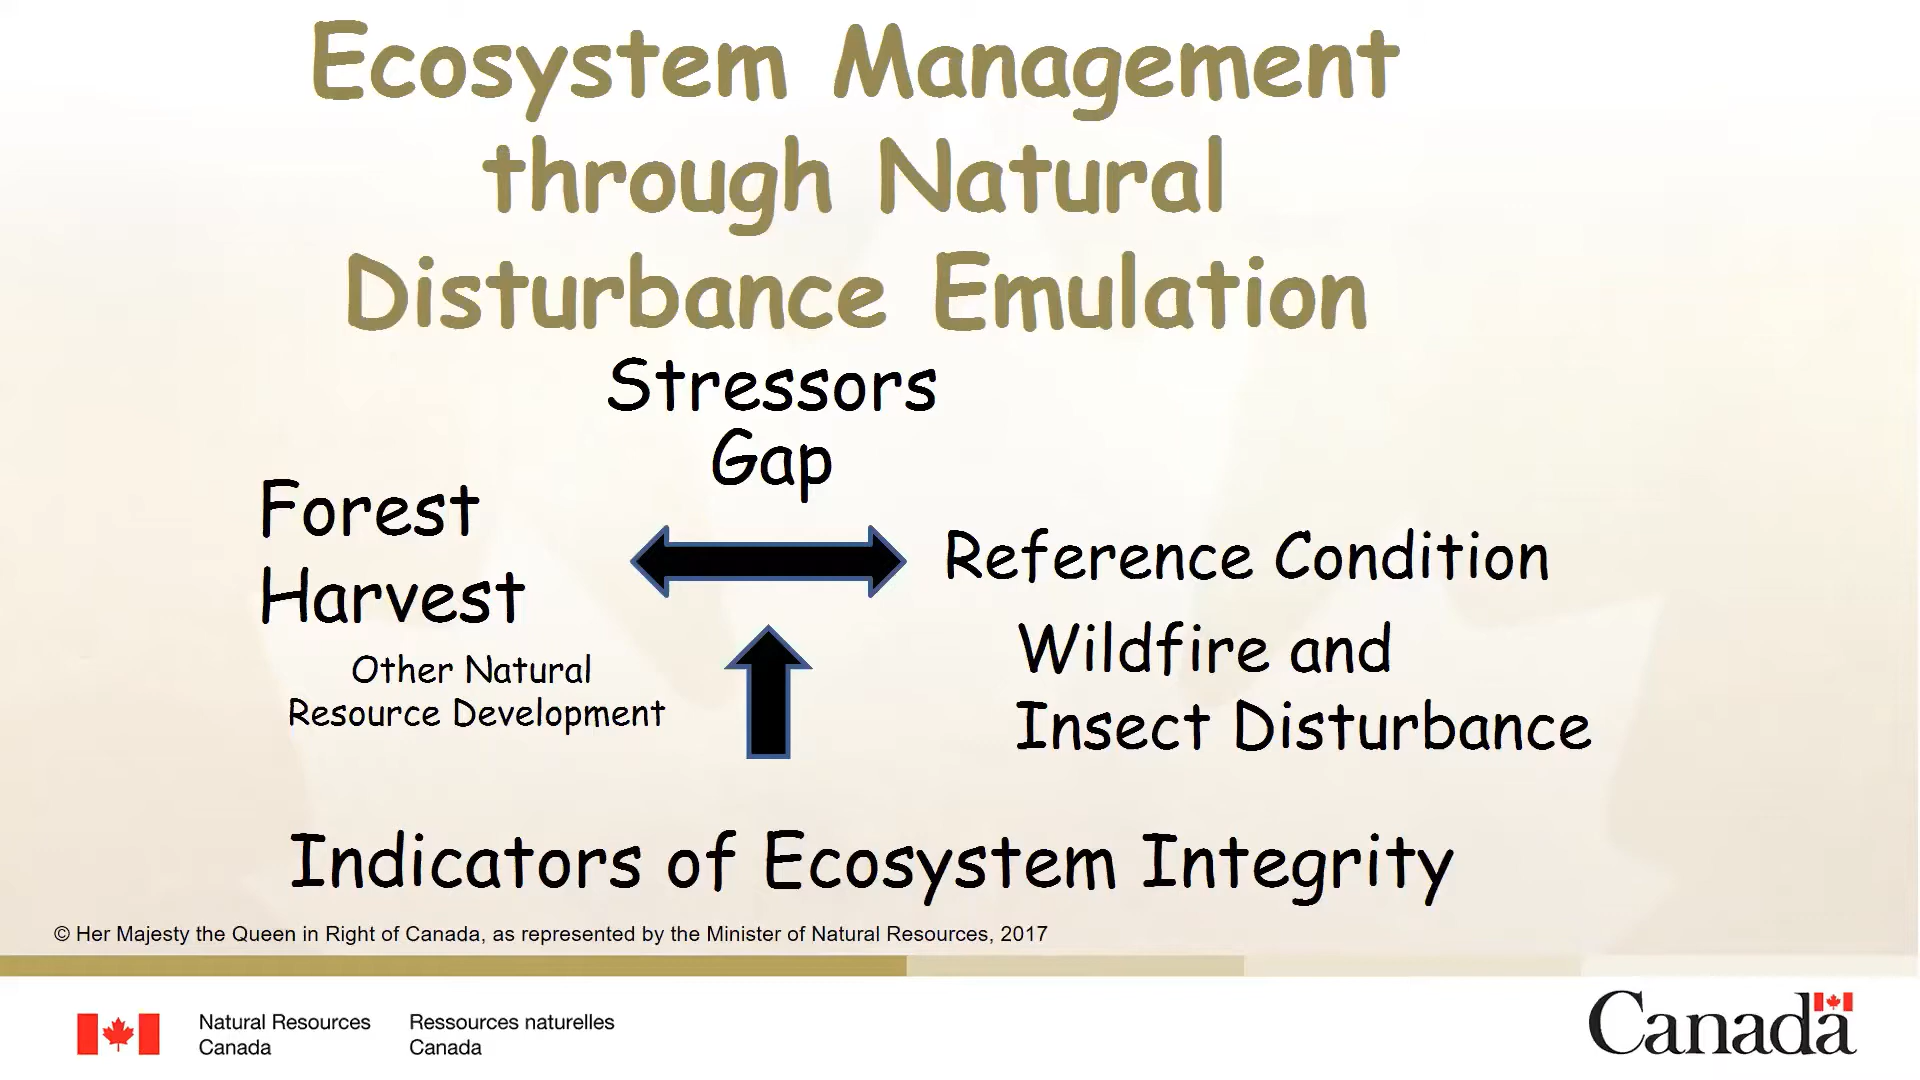 Ecosystem Management
through Natural
Disturbance Emulation
Stressors
Gap
Forest
Harvest
Other Natural
Resource Development
Reference Condition
Wildfire and
Insect Disturbance
Indicators of Ecosystem Integrity
© Her Majesty the Queen in Right of Canada, as represented by the Minister of Natural Resources, 2017
Natural Resources
Canada
Ressources naturelles
Canada
Canada